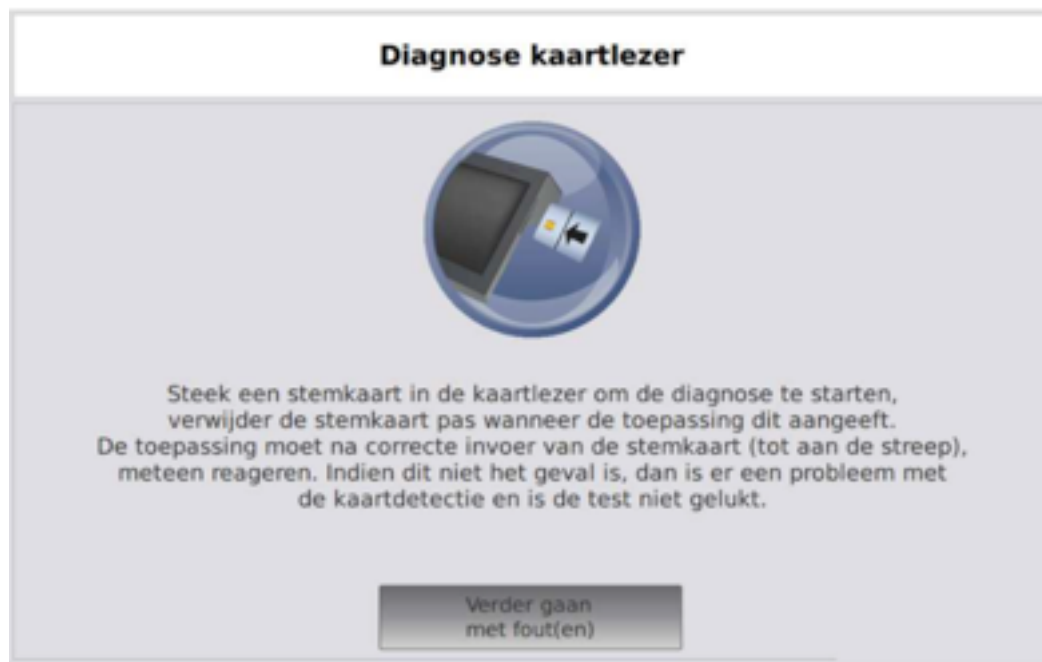 Diagnose kaartlezer
Steek een stemkaart in de kaartlezer om de diagnose te starten,
verwijder de stemkaart pas wanneer de toepassing dit aangeeft.
De toepassing moet na correcte invoer van de stemkaart (tot aan de streep),
meteen reageren. Indien dit niet het geval is, dan is er een probleem met
de kaartdetectie en is de test niet gelukt.
Verder gaan
met fout(en)